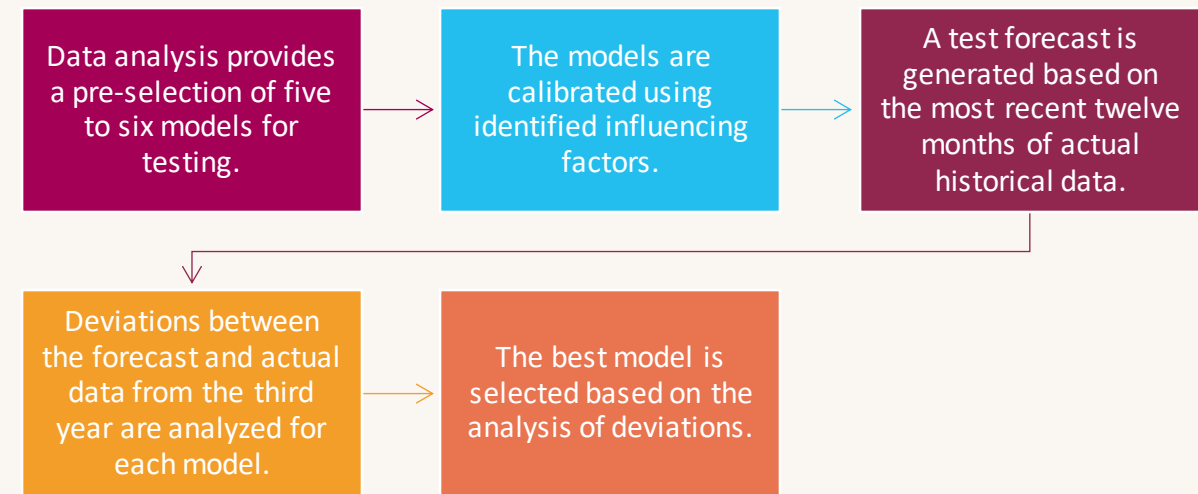 Data analysis provides
a pre-selection of five
to six models for
testing.
The models are
calibrated using
identified influencing
factors.
A test forecast is
generated based on
the most recent twelve
months of actual
historical data.
Deviations between
the forecast and actual
data from the third
year are analyzed for
each model.
The best model is
selected based on the
analysis of deviations.